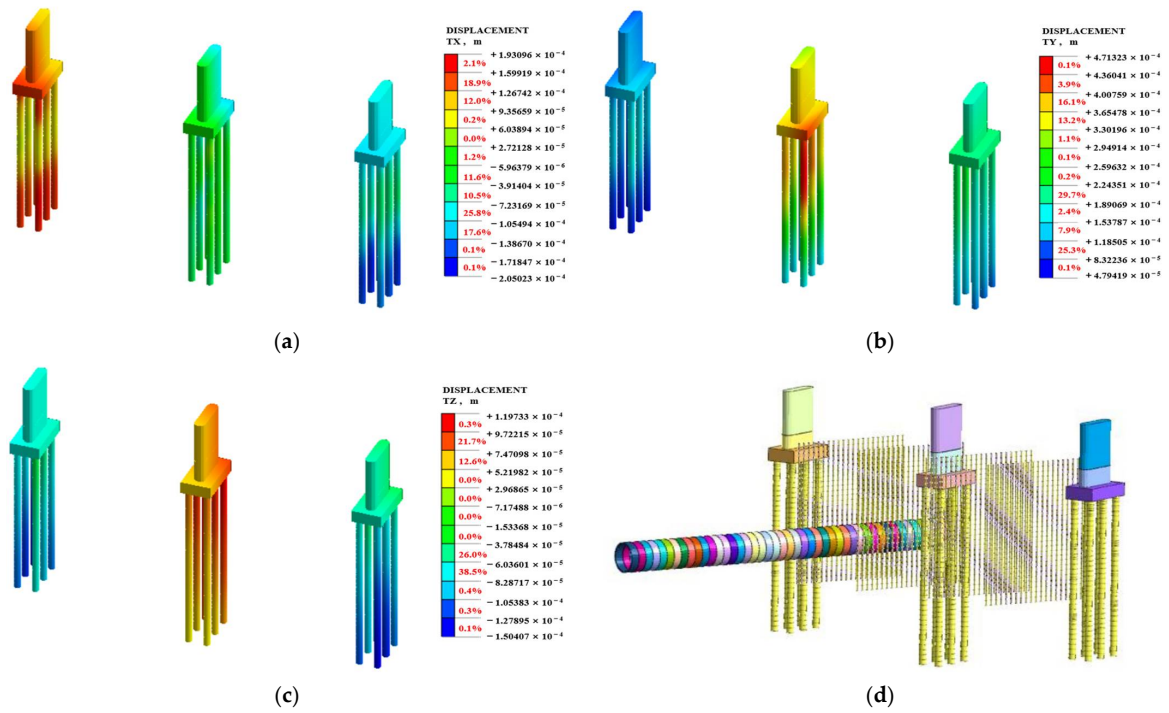 DISPLACEMENT
TX , m
+1.93096 × 10⁻⁴
2.1%
+1.59919 × 10⁻⁴
18.9%
+1.26742 × 10⁻⁴
12.0%
+9.35659 × 10⁻⁵
0.2%
+6.03894 × 10⁻⁵
0.0%
+2.72128 × 10⁻⁵
1.2%
−5.96379 × 10⁻⁶
11.6%
−3.91404 × 10⁻⁵
10.5%
−7.23169 × 10⁻⁵
25.8%
−1.05494 × 10⁻⁴
17.6%
−1.38670 × 10⁻⁴
0.1%
−1.71847 × 10⁻⁴
0.1%
−2.05023 × 10⁻⁴
(a)
DISPLACEMENT
TY , m
+4.71323 × 10⁻⁴
0.1%
+4.36041 × 10⁻⁴
3.9%
+4.00759 × 10⁻⁴
16.1%
+3.65478 × 10⁻⁴
13.2%
+3.30196 × 10⁻⁴
1.1%
+2.94914 × 10⁻⁴
0.1%
+2.59632 × 10⁻⁴
0.2%
+2.24351 × 10⁻⁴
29.7%
+1.89069 × 10⁻⁴
2.4%
+1.53787 × 10⁻⁴
7.9%
+1.18505 × 10⁻⁴
25.3%
+8.32236 × 10⁻⁵
0.1%
+4.79419 × 10⁻⁵
(b)
DISPLACEMENT
TZ , m
+1.19733 × 10⁻⁴
0.3%
+9.72215 × 10⁻⁵
21.7%
+7.47098 × 10⁻⁵
12.6%
+5.21982 × 10⁻⁵
0.0%
+2.96865 × 10⁻⁵
0.0%
+7.17488 × 10⁻⁶
0.0%
−1.53368 × 10⁻⁵
0.0%
−3.78484 × 10⁻⁵
26.0%
−6.03601 × 10⁻⁵
38.5%
−8.28717 × 10⁻⁵
0.4%
−1.05383 × 10⁻⁴
0.3%
−1.27895 × 10⁻⁴
0.1%
−1.50407 × 10⁻⁴
(c)
(d)